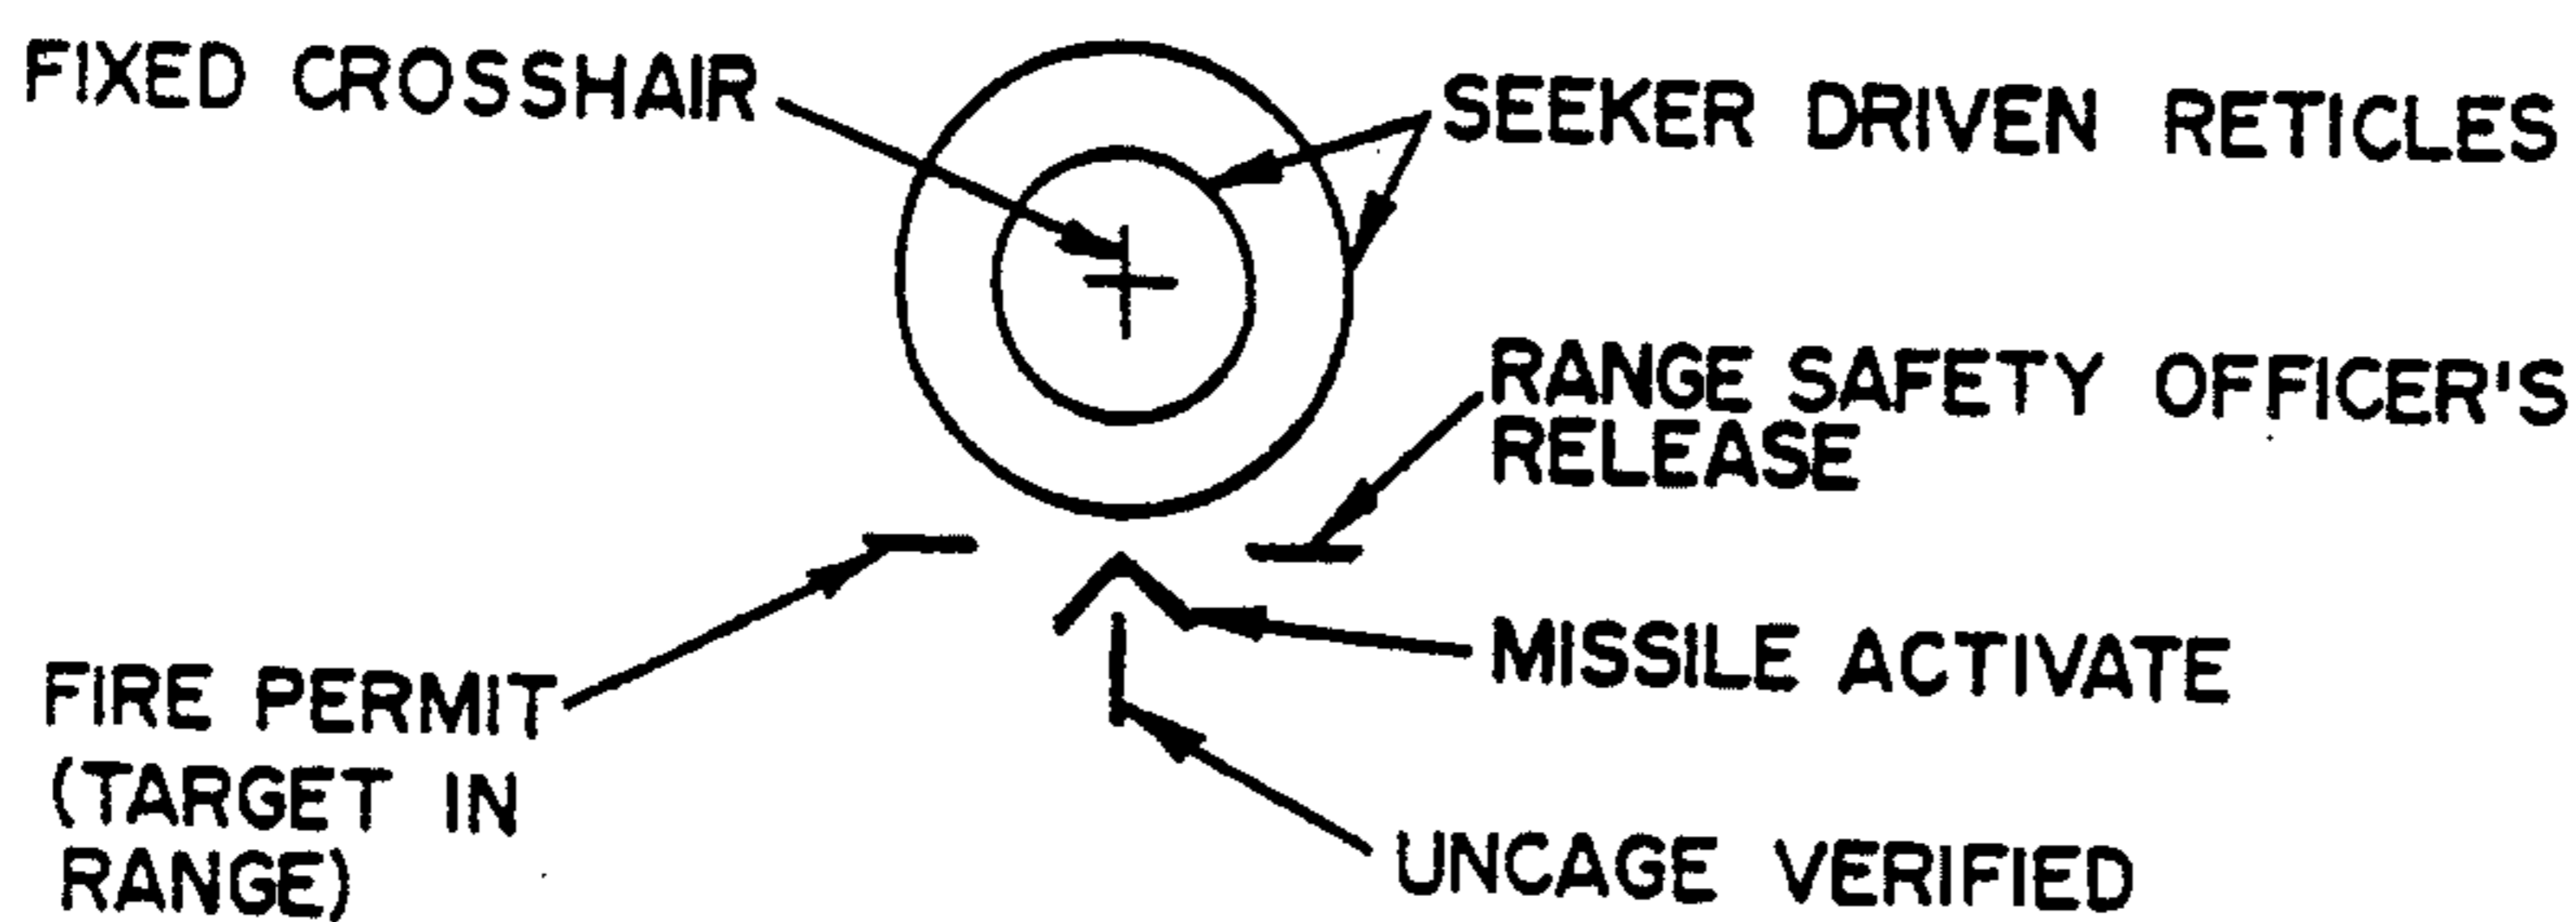 FIXED CROSSHAIR
SEEKER DRIVEN RETICLES
RANGE SAFETY OFFICER'S
RELEASE
MISSILE ACTIVATE
FIRE PERMIT
(TARGET IN
RANGE)
UNCAGE VERIFIED